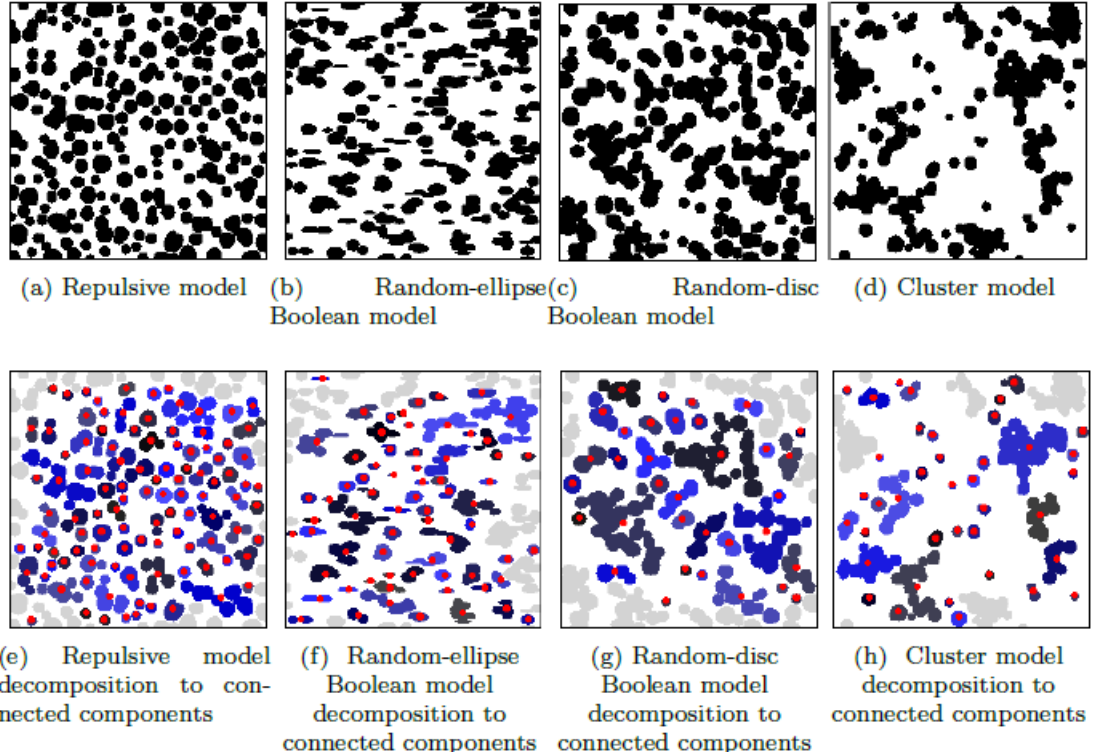 (a) Repulsive model
(b) Random-ellipse
Boolean model
(c) Random-disc
Boolean model
(d) Cluster model
(e) Repulsive model
decomposition to con-
nected components
(f) Random-ellipse
Boolean model
decomposition to
connected components
(g) Random-disc
Boolean model
decomposition to
connected components
(h) Cluster model
decomposition to
connected components